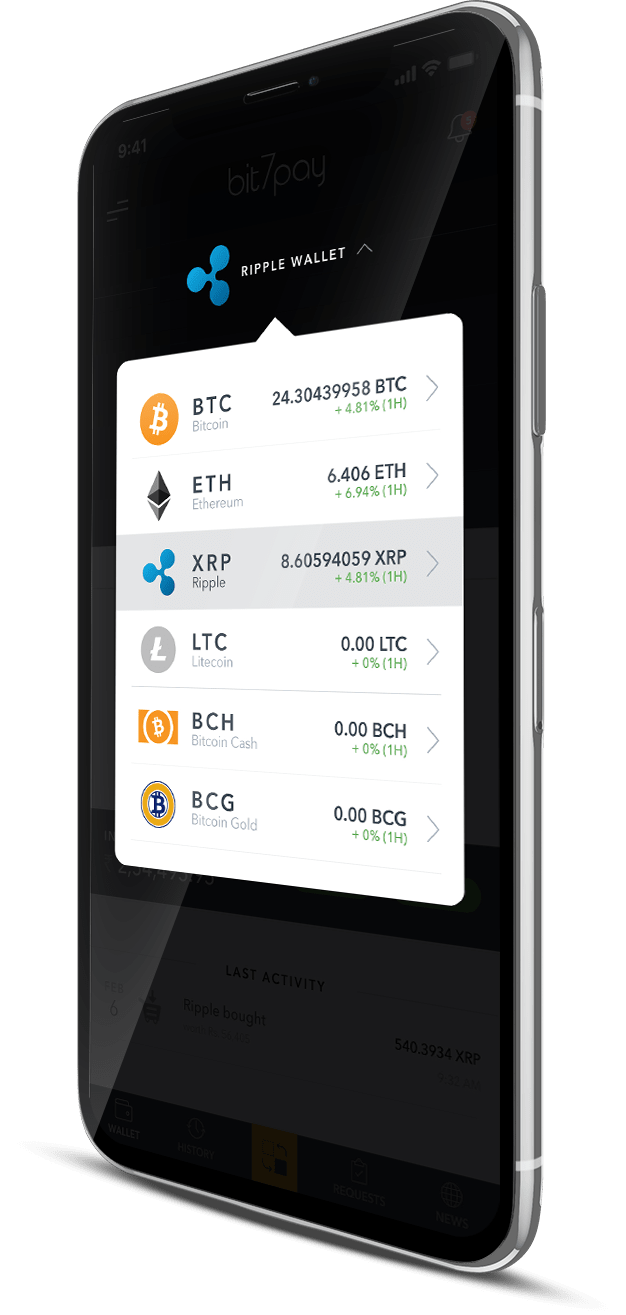 9:41
bit7pay
RIPPLE WALLET
BTC
Bitcoin
24.30439958 BTC
+ 4.81% (1H)
ETH
Ethereum
6.406 ETH
+ 6.94% (1H)
XRP
Ripple
8.60594059 XRP
+ 4.81% (1H)
LTC
Litecoin
0.00 LTC
+ 0% (1H)
BCH
Bitcoin Cash
0.00 BCH
+ 0% (1H)
BCG
Bitcoin Gold
0.00 BCG
+ 0% (1H)
LAST ACTIVITY
FEB
6
Ripple bought
540.3934 XRP
WALLET
HISTORY
REQUESTS
NEWS